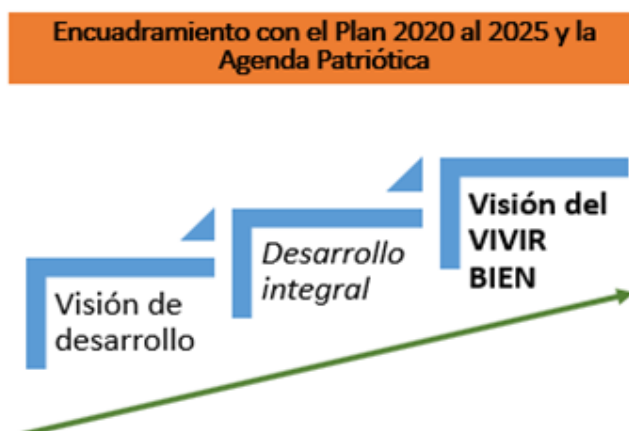 Encuadramiento con el Plan 2020 al 2025 y la
Agenda Patriótica
Visión de
desarrollo
Desarrollo
integral
Visión del
VIVIR
BIEN